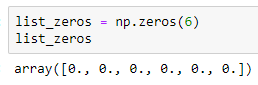 list_zeros = np.zeros(6)
list_zeros
array([0., 0., 0., 0., 0., 0.])